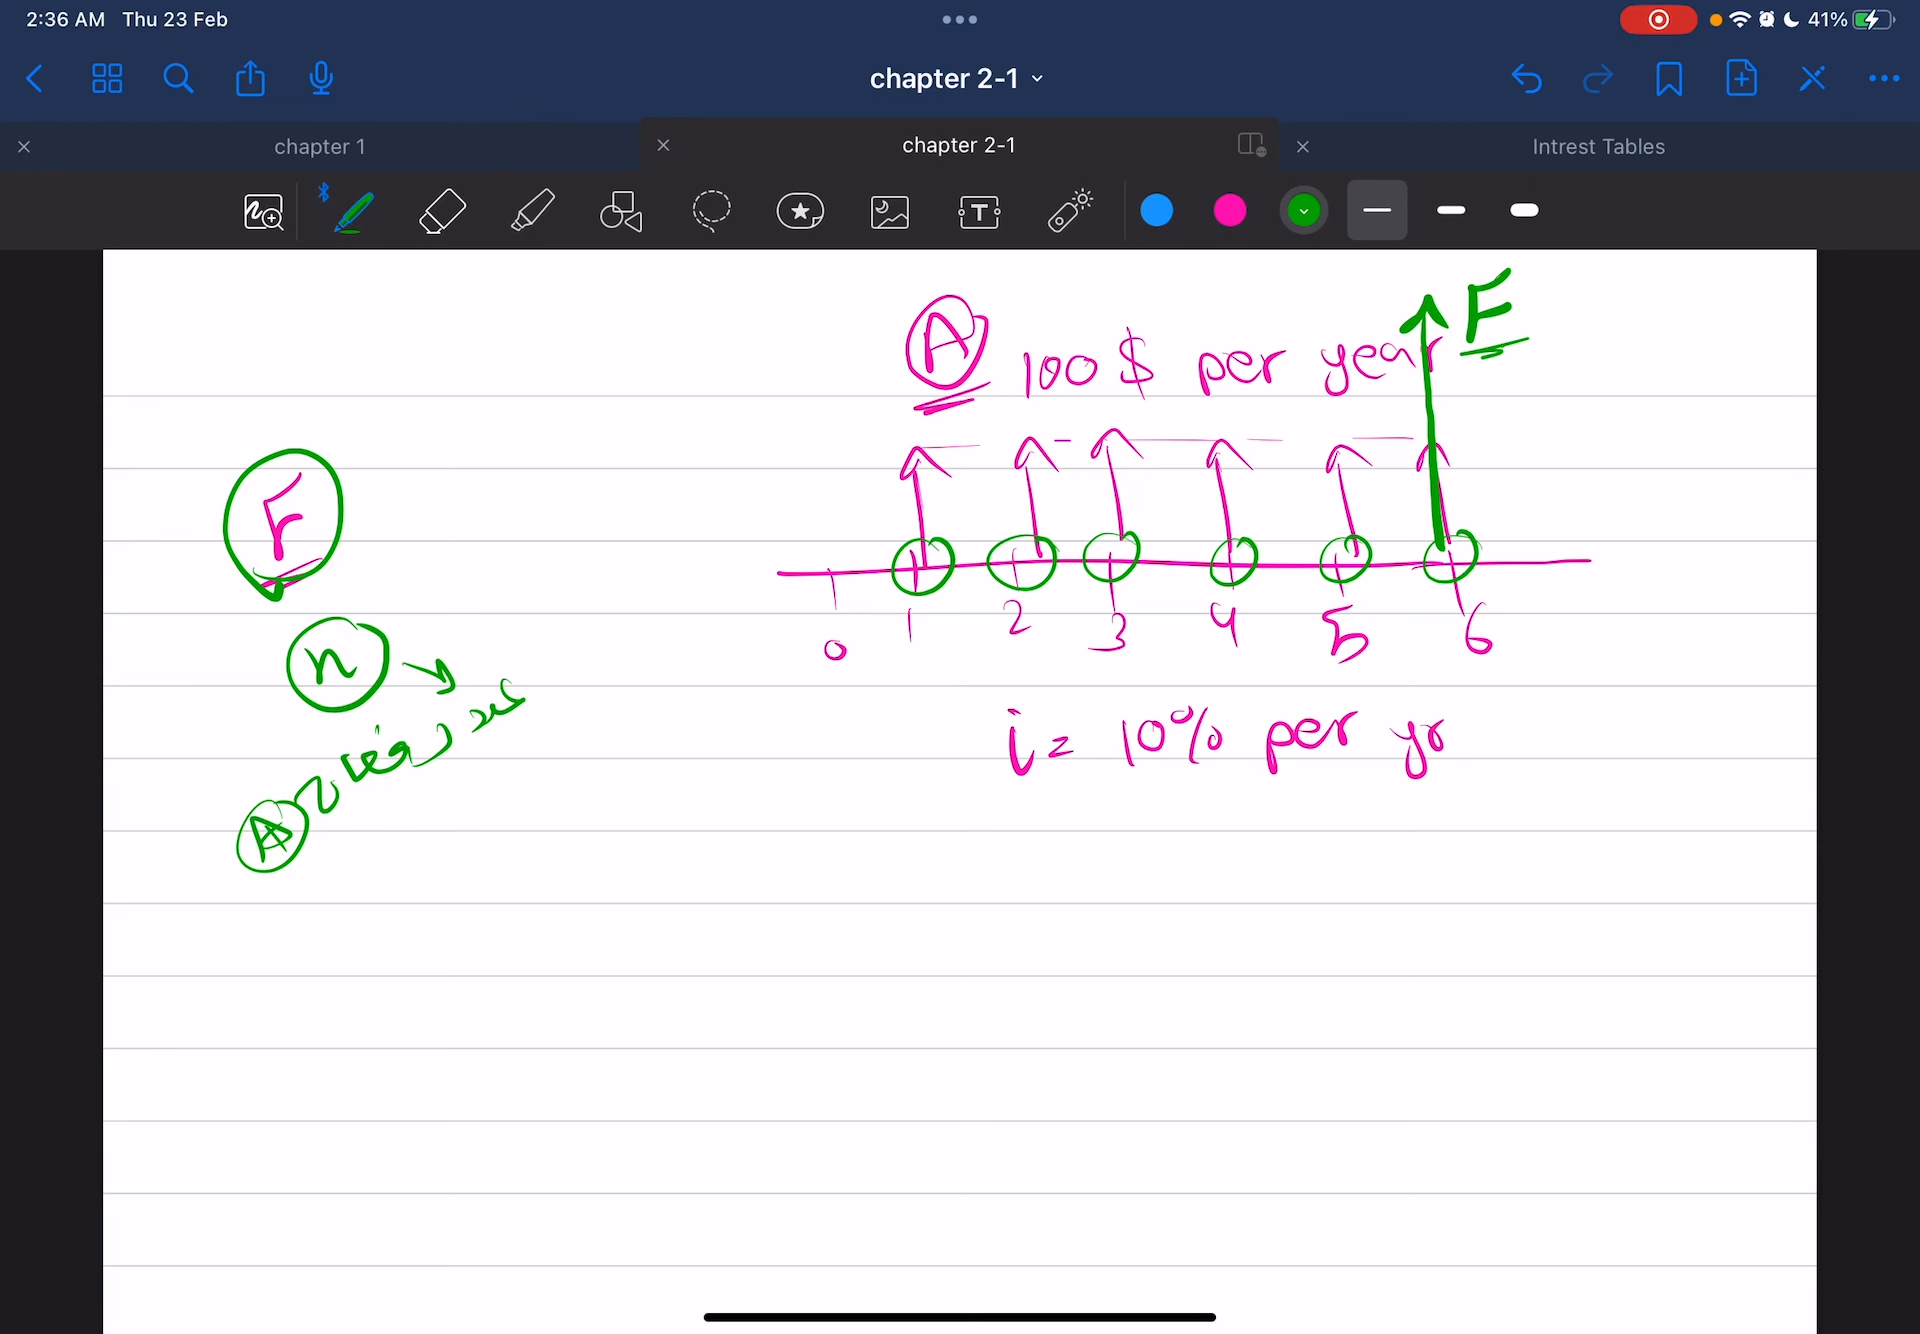 2:36 AM Thu 23 Feb
41%
chapter 2-1
chapter 1
chapter 2-1
Intrest Tables
T
A 100$ per year
F
F
0 1 2 3 4 5 6
n
i = 10% per yr
عدد
A